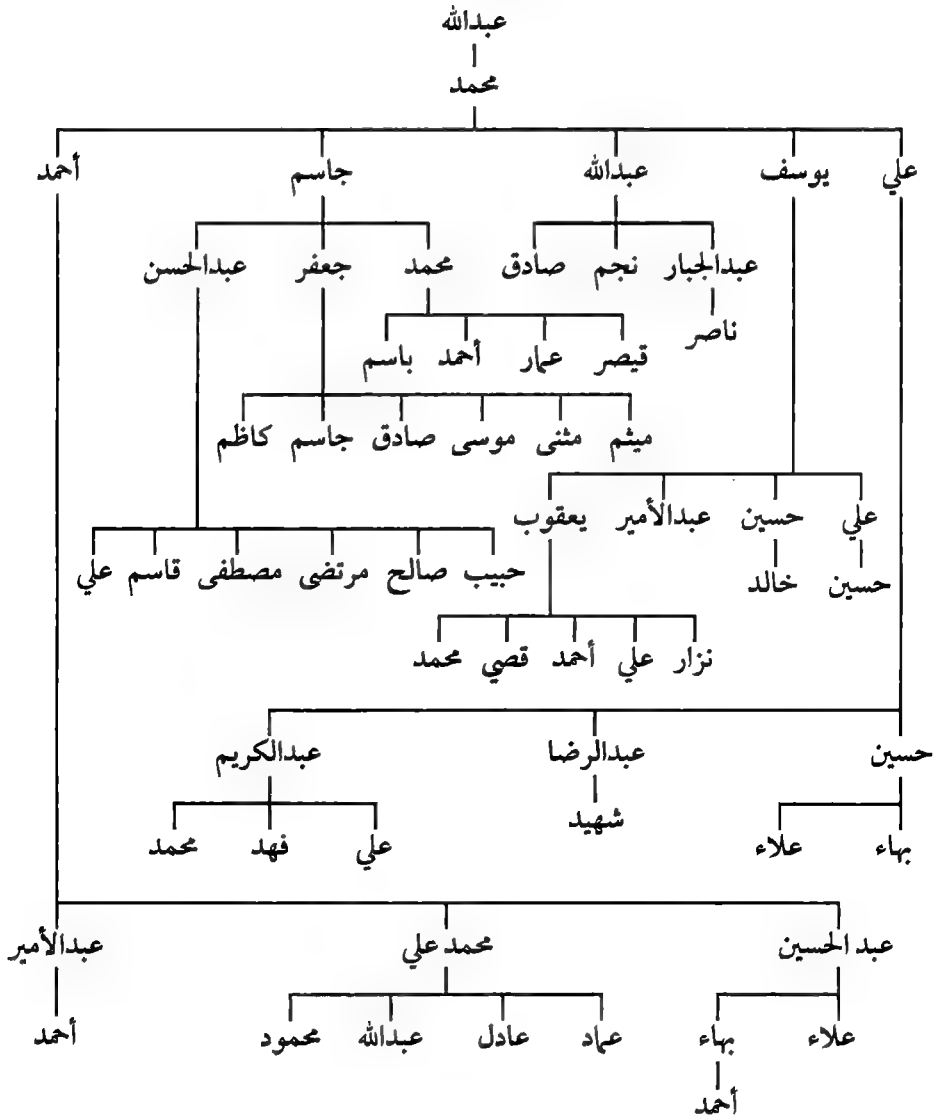 عبدالله
محمد
علي يوسف عبدالله جاسم أحمد
عبدالجبار نجم صادق محمد جعفر عبدالحسن
ناصر
قيصر عمار أحمد باسم
ميثم مثنى موسى صادق جاسم كاظم
علي حسين عبدالأمير يعقوب
حبيب صالح مرتضى مصطفى قاسم علي
حسين خالد
نزار علي أحمد قصي محمد
حسين عبدالرضا عبدالكريم
شهيد
بهاء علاء علي فهد محمد
عبد الحسين محمد علي عبدالأمير
علاء بهاء عماد عادل عبدالله محمود أحمد
أحمد